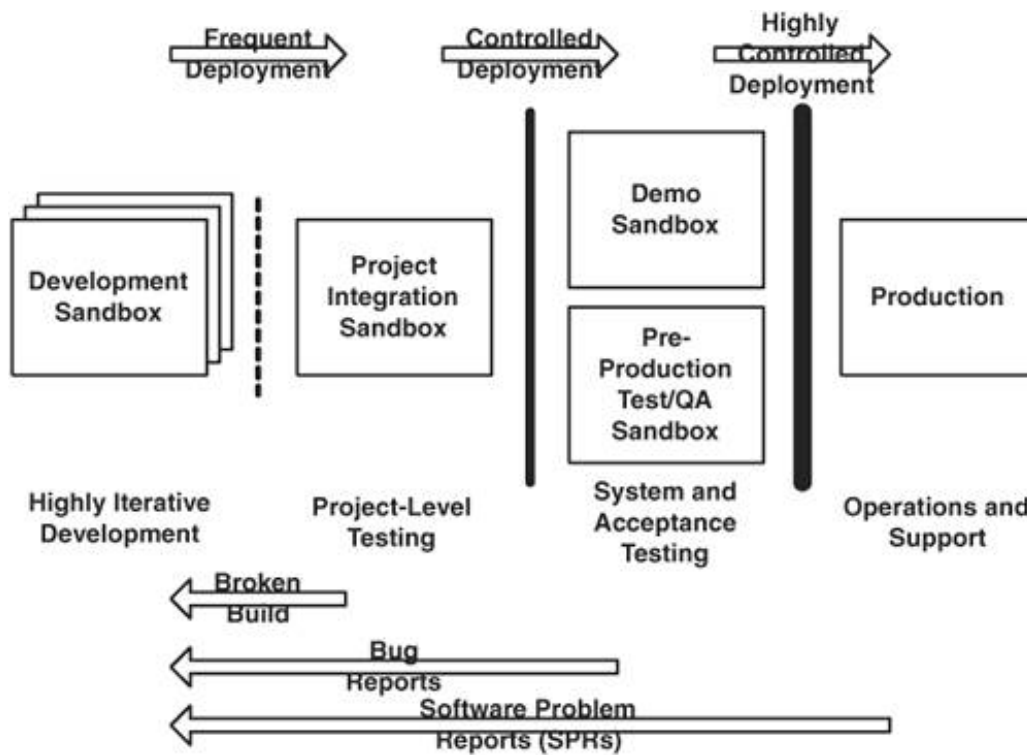 Frequent
Deployment
Controlled
Deployment
Highly
Controlled
Deployment
Development
Sandbox
Project
Integration
Sandbox
Demo
Sandbox
Pre-
Production
Test/QA
Sandbox
Production
Highly Iterative
Development
Project-Level
Testing
System and
Acceptance
Testing
Operations and
Support
Broken
Build
Bug
Reports
Software Problem
Reports (SPRs)